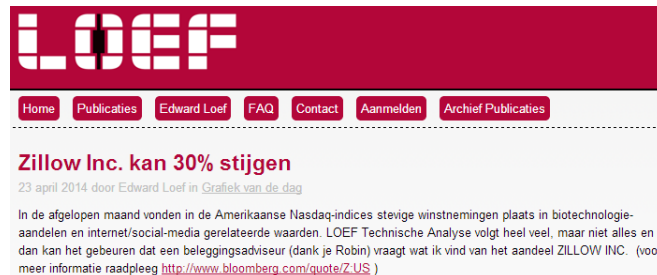 LOEF
Home Publicaties Edward Loef FAQ Contact Aanmelden Archief Publicaties
Zillow Inc. kan 30% stijgen
23 april 2014 door Edward Loef in Grafiek van de dag
In de afgelopen maand vonden in de Amerikaanse Nasdaq-indices stevige winstnemingen plaats in biotechnologie-
aandelen en internet/social-media gerelateerde waarden. LOEF Technische Analyse volgt heel veel, maar niet alles en
dan kan het gebeuren dat een beleggingsadviseur (dank je Robin) vraagt wat ik vind van het aandeel ZILLOW INC. (voo
meer informatie raadpleeg http://www.bloomberg.com/quote/Z:US )